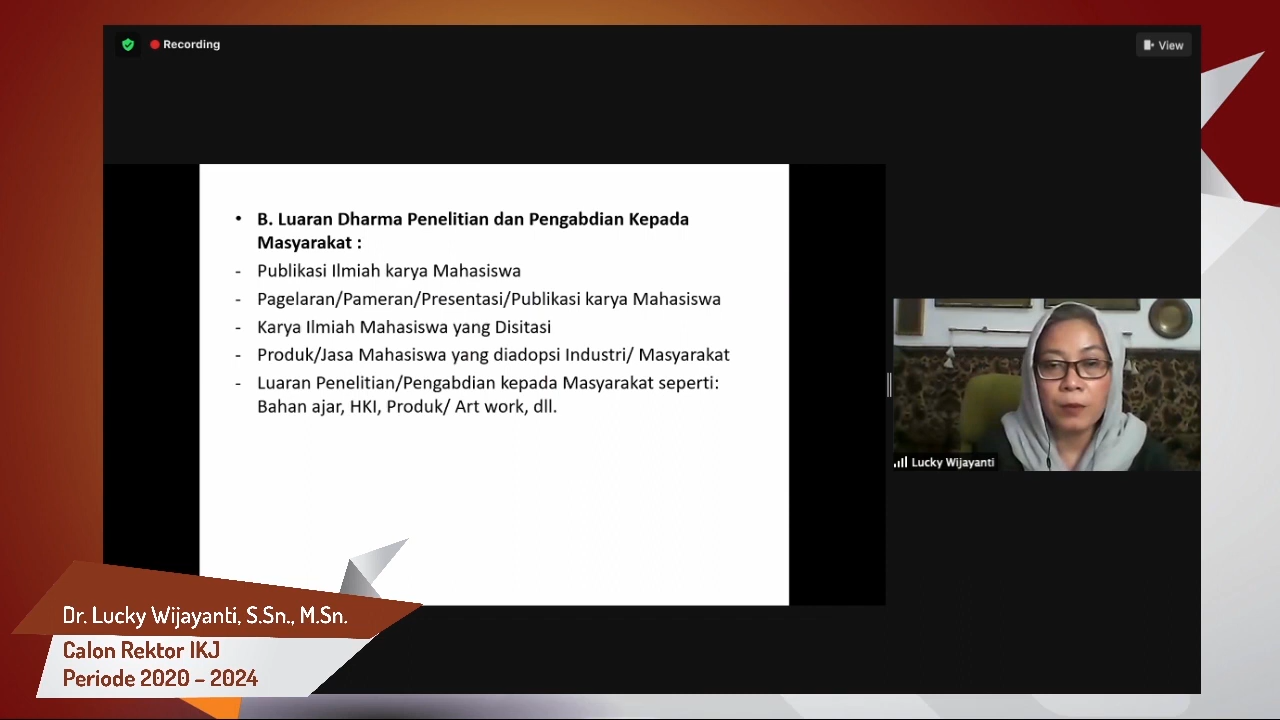 Recording
View
• B. Luaran Dharma Penelitian dan Pengabdian Kepada
Masyarakat :
- Publikasi Ilmiah karya Mahasiswa
- Pagelaran/Pameran/Presentasi/Publikasi karya Mahasiswa
- Karya Ilmiah Mahasiswa yang Disitasi
- Produk/Jasa Mahasiswa yang diadopsi Industri/ Masyarakat
- Luaran Penelitian/Pengabdian kepada Masyarakat seperti:
Bahan ajar, HKI, Produk/ Art work, dll.
Lucky Wijayanti
Dr. Lucky Wijayanti, S.Sn., M.Sn.
Calon Rektor IKJ
Periode 2020 – 2024